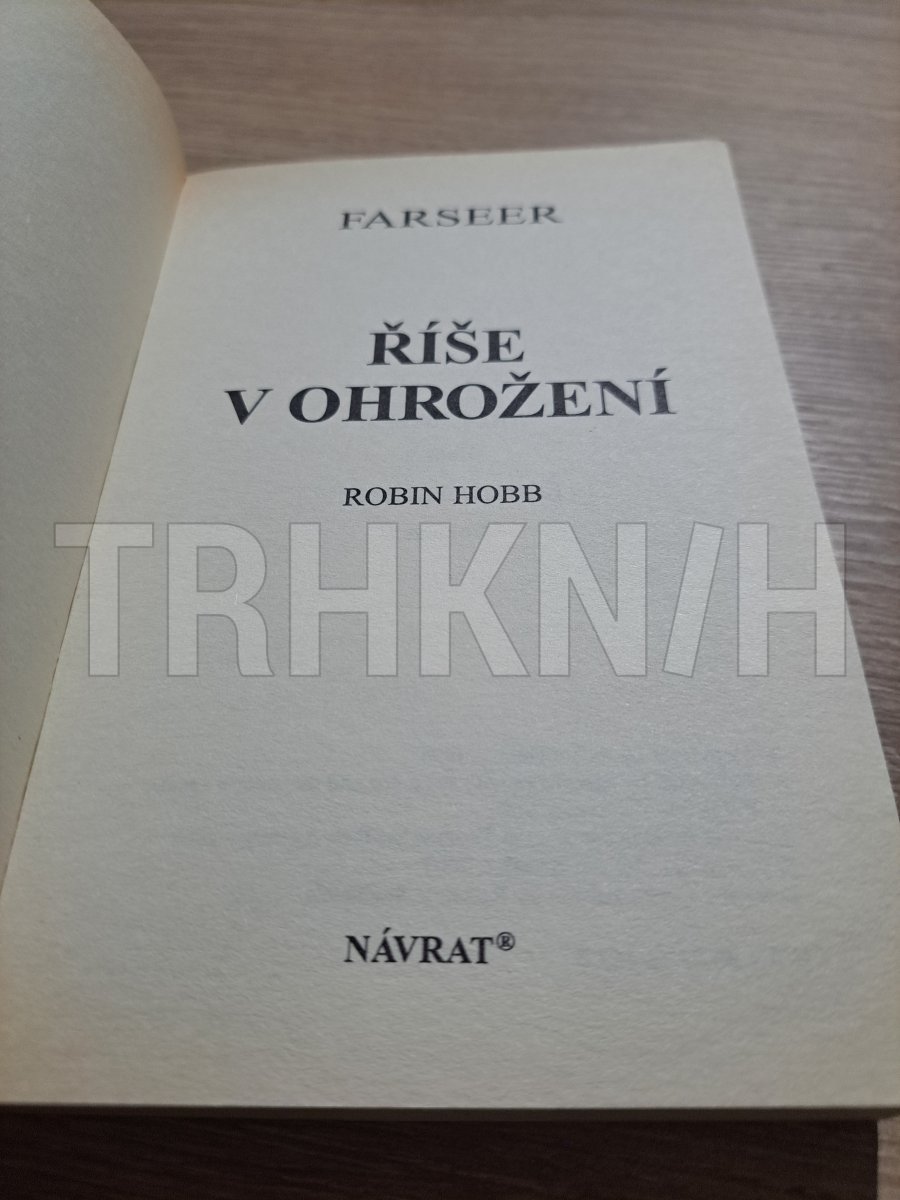 FARSEER
ŘÍŠE
V OHROŽENÍ
ROBIN HOBB
TRHKNIH
NÁVRAT®